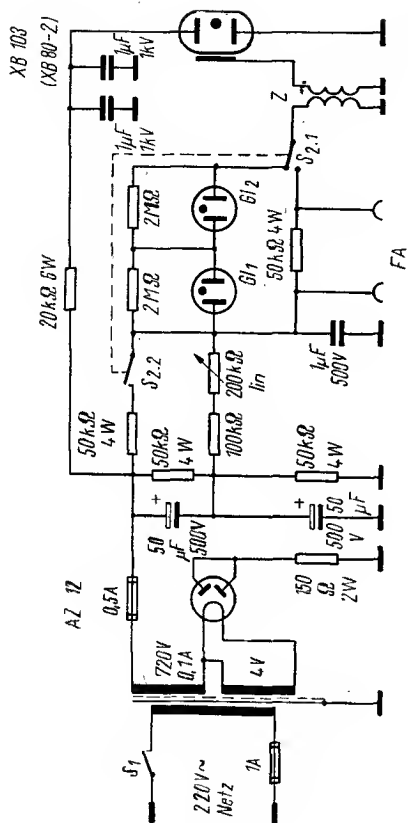 220V~
Netz
S1
1A
720V
0,1A
4V
AZ 12
0,5A
150
Ω
2W
50
μF
500V
+
+
50
μF
500
V
50kΩ
4W
50kΩ
4W
50kΩ
4W
100kΩ
200kΩ
lin
S2.2
2MΩ
2MΩ
Gl1
Gl2
1μF
500V
50kΩ 4W
FA
S2.1
Z
20kΩ 6W
1μF
1kV
1μF
1kV
XB 103
(XB 80-2)